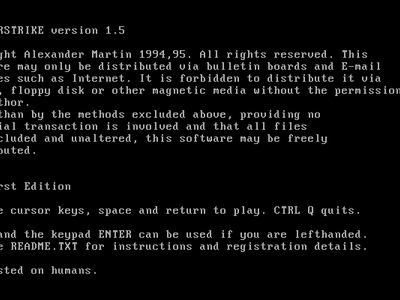 RSTRIKE version 1.5
ght Alexander Martin 1994,95. All rights reserved. This
re may only be distributed via bulletin boards and E-mail
es such as Internet. It is forbidden to distribute it via
, floppy disk or other magnetic media without the permission
thor.
than by the methods excluded above, providing no
ial transaction is involved and that all files
cluded and unaltered, this software may be freely
buted.
rst Edition
e cursor keys, space and return to play. CTRL Q quits.
and the keypad ENTER can be used if you are lefthanded.
e README.TXT for instructions and registration details.
sted on humans.